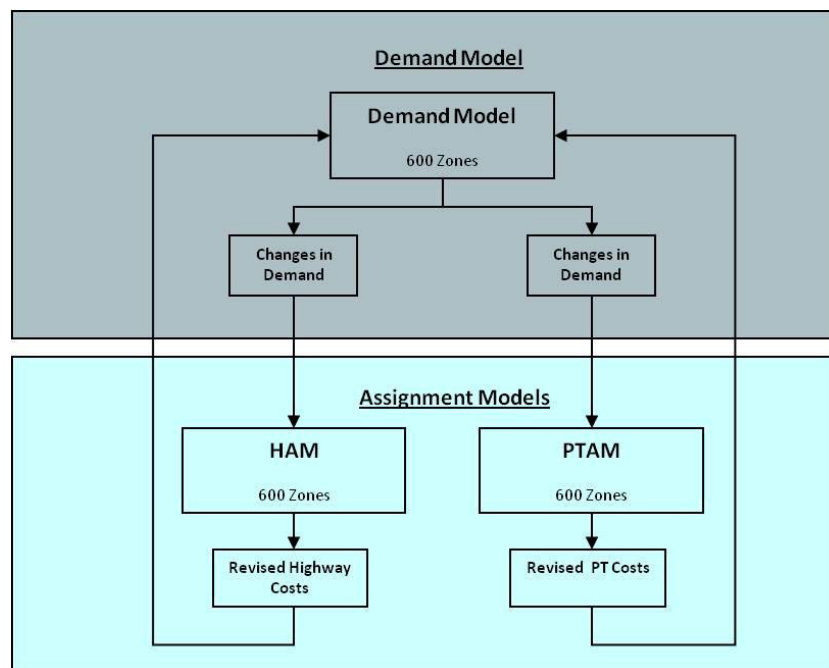 Demand Model
Demand Model
600 Zones
Changes in
Demand
Changes in
Demand
Assignment Models
HAM
600 Zones
PTAM
600 Zones
Revised Highway
Costs
Revised PT Costs